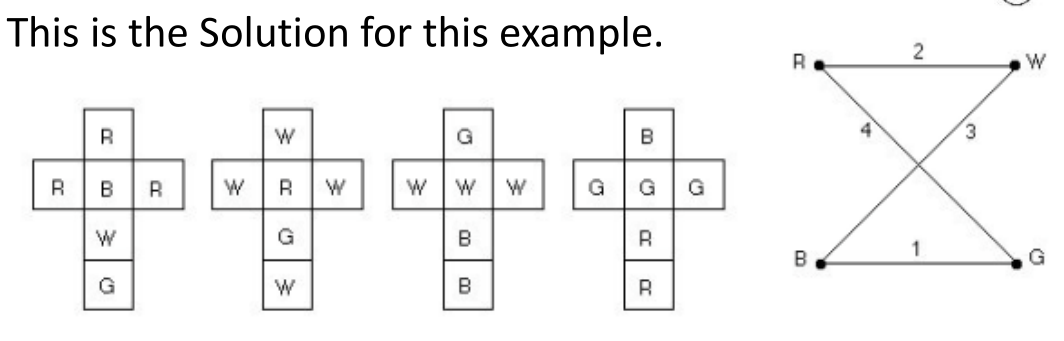 This is the Solution for this example.
R
R B R
W
G
W
W R W
G
W
G
W W W
B
B
B
G G G
R
R
R 2 W
4 3
B 1 G